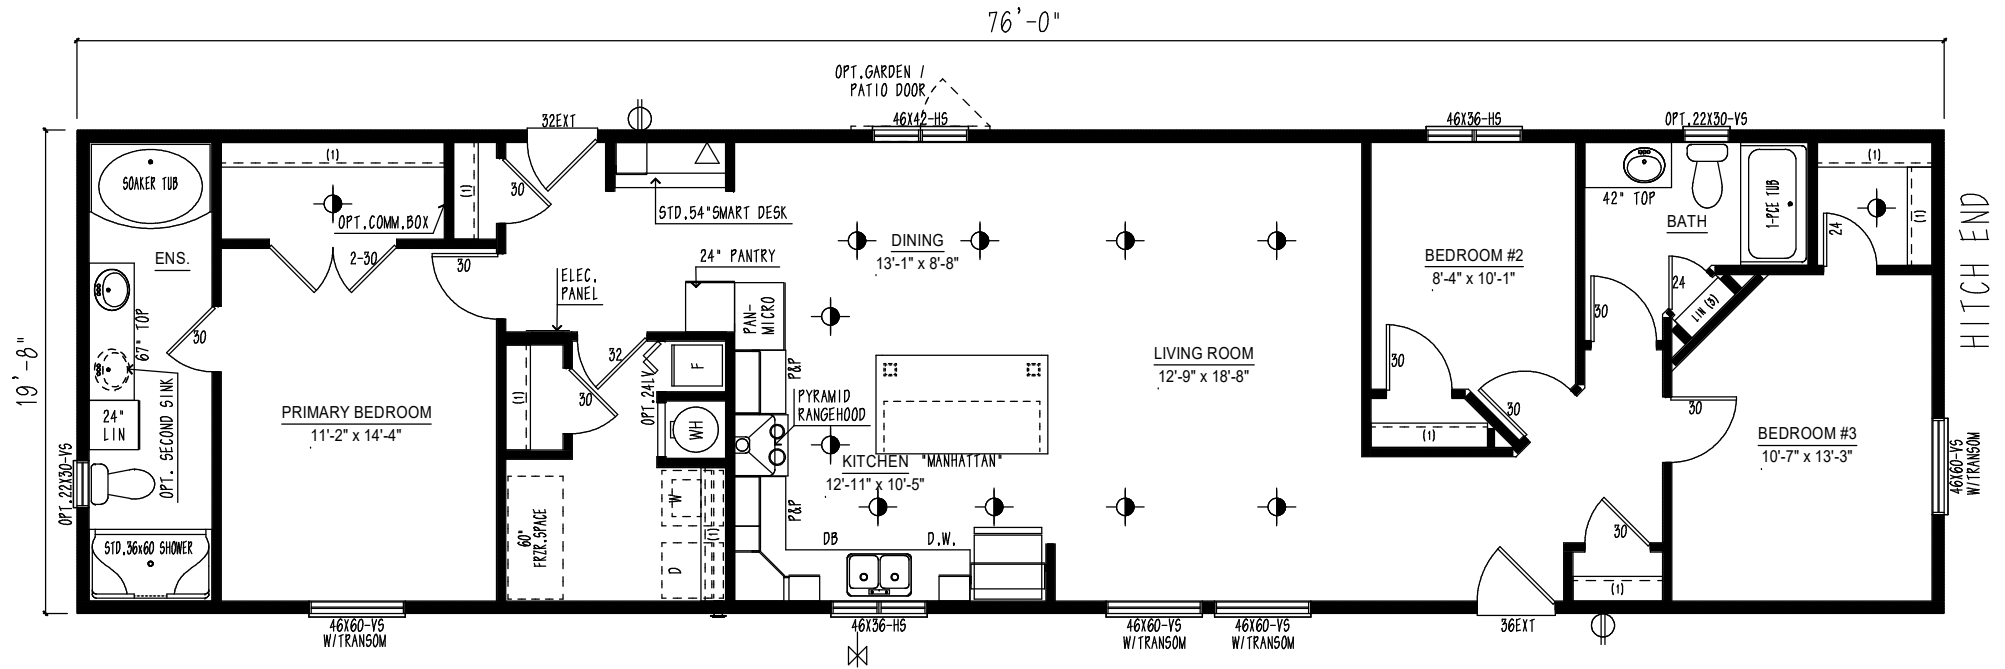 76'-0"
OPT.GARDEN /
PATIO DOOR
32EXT
46X42-HS
46X36-HS
OPT.22X30-VS
SOAKER TUB
(1)
(1)
30
OPT.COMM.BOX
STD.54"SMART DESK
42" TOP
BATH
1-PCE TUB
(1)
(1)
24
HITCH END
ENS.
2-30
30
24" PANTRY
ELEC.
PANEL
DINING
13'-1" x 8'-8"
BEDROOM #2
8'-4" x 10'-1"
24
LIN (3)
30
PAN-
MICRO
67" TOP
30
19'-8"
32
F
OPT.24LV
P&P
LIVING ROOM
12'-9" x 18'-8"
30
(1)
30
PYRAMID
RANGEHOOD
PRIMARY BEDROOM
11'-2" x 14'-4"
24"
LIN
OPT. SECOND SINK
WH
30
30
(1)
BEDROOM #3
10'-7" x 13'-3"
KITCHEN
"MANHATTAN"
12'-11" x 10'-5"
OPT.22X30-VS
46X60-VS
W/TRANSOM
60"
FRZR.SPACE
W
(1)
D
P&P
DB
D.W.
STD.36x60 SHOWER
30
(1)
46X60-VS
W/TRANSOM
46X36-HS
46X60-VS
W/TRANSOM
46X60-VS
W/TRANSOM
36EXT